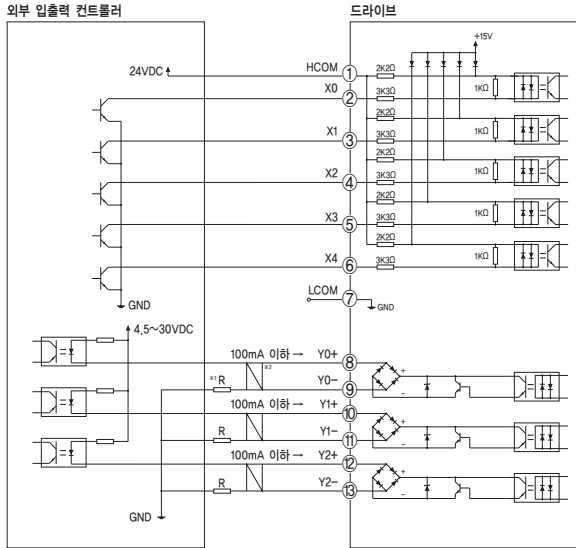 외부 입출력 컨트롤러
드라이브
+15V
24VDC
HCOM
①
2K2Ω
1KΩ
X0
②
3K3Ω
2K2Ω
1KΩ
X1
③
3K3Ω
2K2Ω
1KΩ
X2
④
3K3Ω
2K2Ω
1KΩ
X3
⑤
3K3Ω
2K2Ω
1KΩ
X4
⑥
3K3Ω
LCOM
⑦
GND
GND
4.5~30VDC
100mA 이하→ Y0+
⑧
+
※1 R
※2
Y0-
⑨
-
100mA 이하→ Y1+
⑩
+
R
Y1-
⑪
-
100mA 이하→ Y2+
⑫
+
R
Y2-
⑬
-
GND